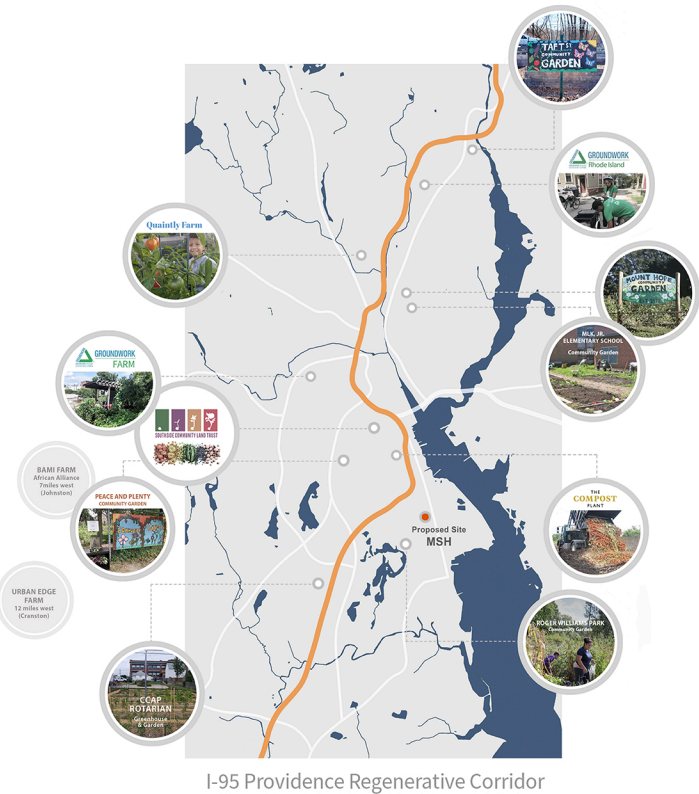 TAFT ST
COMMUNITY
GARDEN
GROUNDWORK
Rhode Island
Quaintly Farm
MOUNT HOPE
COMMUNITY
GARDEN
MLK, JR.
ELEMENTARY SCHOOL
Community Garden
GROUNDWORK
FARM
SOUTHSIDE COMMUNITY LAND TRUST
BAMI FARM
African Alliance
7miles west
(Johnston)
PEACE AND PLENTY
COMMUNITY GARDEN
THE
COMPOST
PLANT
Proposed Site
MSH
URBAN EDGE
FARM
12 miles west
(Cranston)
ROGER WILLIAMS PARK
Community Garden
CCAP
ROTARIAN
Greenhouse
& Garden
I-95 Providence Regenerative Corridor